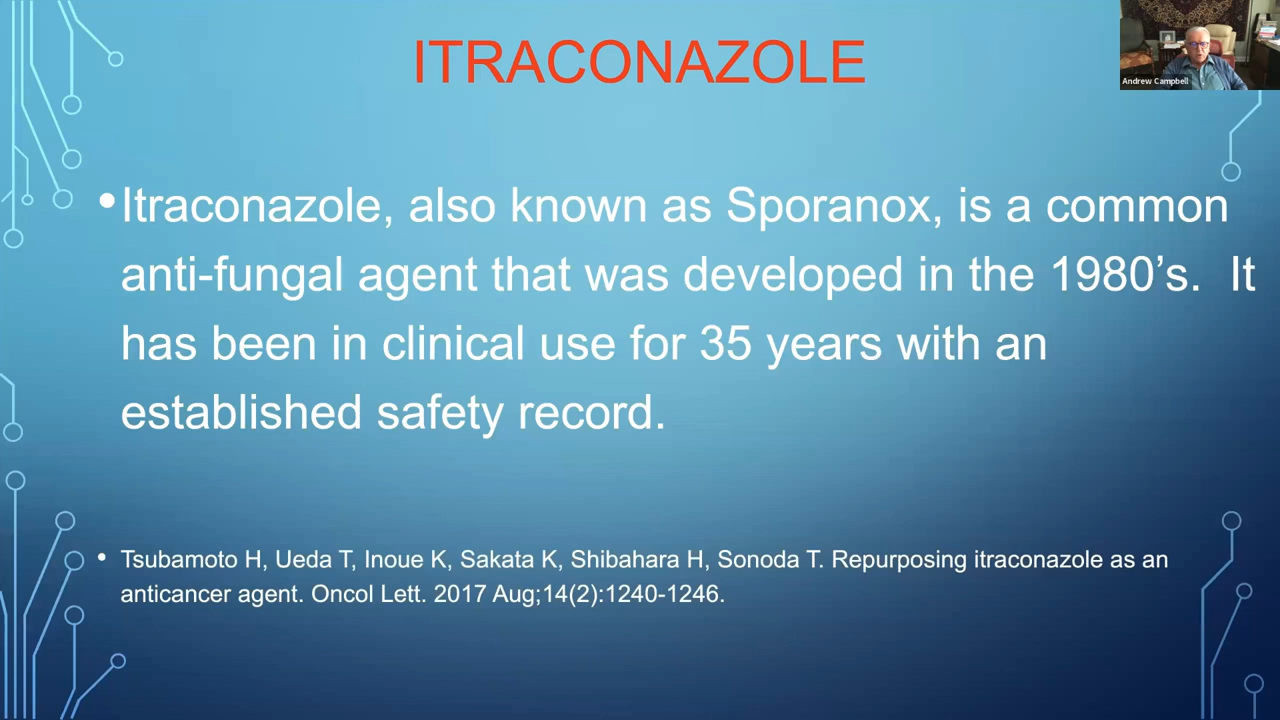 ITRACONAZOLE
Andrew Campbell
•Itraconazole, also known as Sporanox, is a common
anti-fungal agent that was developed in the 1980’s.  It
has been in clinical use for 35 years with an
established safety record.
• Tsubamoto H, Ueda T, Inoue K, Sakata K, Shibahara H, Sonoda T. Repurposing itraconazole as an
anticancer agent. Oncol Lett. 2017 Aug;14(2):1240-1246.